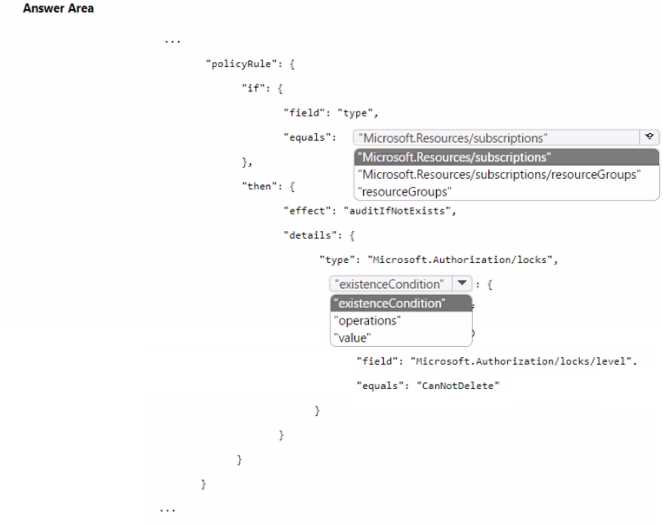 Answer Area
...
"policyRule": {
"if": {
"field": "type",
"equals": "Microsoft.Resources/subscriptions"
"Microsoft.Resources/subscriptions"
},
"Microsoft.Resources/subscriptions/resourceGroups"
"then": {
"resourceGroups"
"effect": "auditIfNotExists",
"details": {
"type": "Microsoft.Authorization/locks",
"existenceCondition" : {
"existenceCondition"
"operations"
"value"
"field": "Microsoft.Authorization/locks/level".
"equals": "CanNotDelete"
}
}
}
}
...